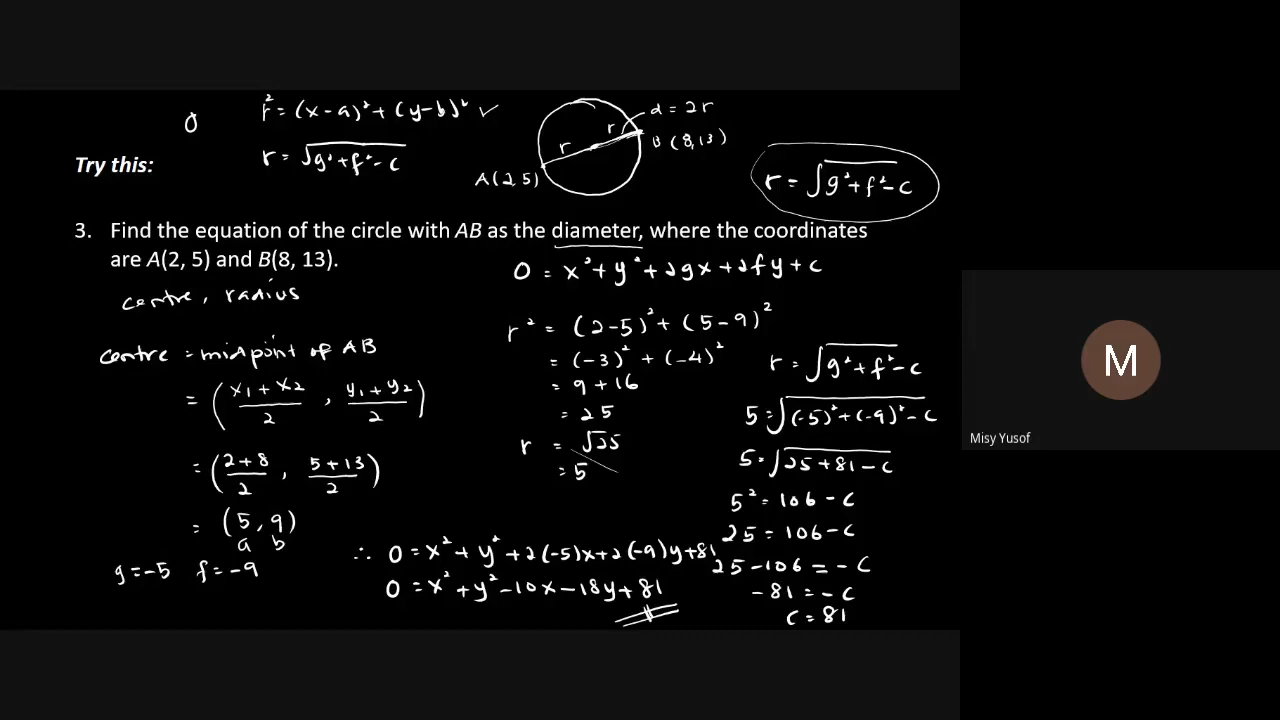 r² = (x-a)² + (y-b)² ✓
0
r = √g²+f²-c
d = 2r
r
r
B (8,13)
A(2,5)
r = √g²+f²-c
Try this:
3. Find the equation of the circle with AB as the diameter, where the coordinates
are A(2, 5) and B(8, 13).
centre, radius
0 = x²+y²+2gx+2fy+c
centre = midpoint of AB
= (x₁+x₂/2, y₁+y₂/2)
= (2+8/2, 5+13/2)
= (5, 9)
a b
g=-5 f=-9
r² = (2-5)² + (5-9)²
= (-3)² + (-4)²
= 9+16
= 25
r = √25
= 5
r = √g²+f²-c
5 = √(-5)²+(-9)²-c
5 = √25+81-c
5² = 106-c
25 = 106-c
25-106 = -c
-81 = -c
c = 81
∴ 0 = x²+y²+2(-5)x+2(-9)y+81
0 = x²+y²-10x-18y+81
M
Misy Yusof